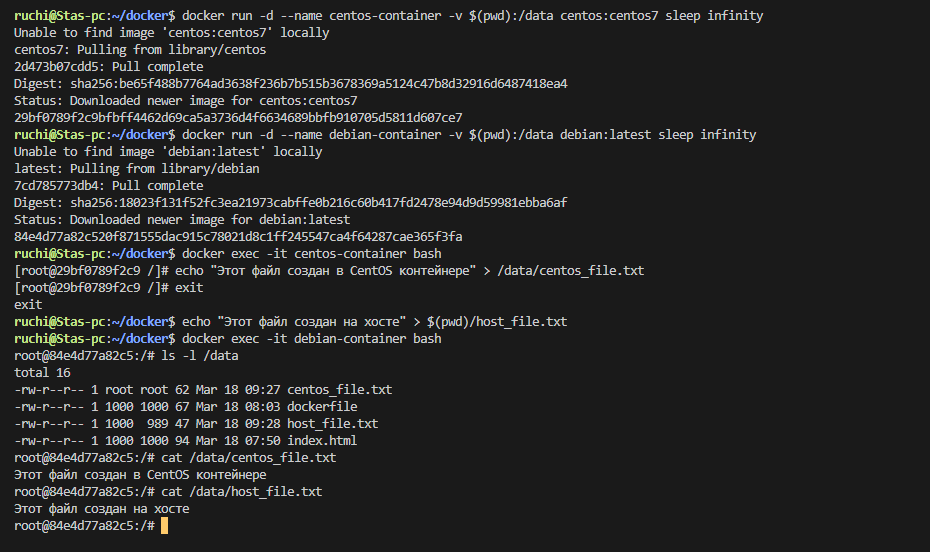 ruchi@Stas-pc:~/docker$ docker run -d --name centos-container -v $(pwd):/data centos:centos7 sleep infinity
Unable to find image 'centos:centos7' locally
centos7: Pulling from library/centos
2d473b07cdd5: Pull complete
Digest: sha256:be65f488b7764ad3638f236b7b515b3678369a5124c47b8d32916d6487418ea4
Status: Downloaded newer image for centos:centos7
29bf0789f2c9bfbff4462d69ca5a3736d4f6634689bbfb910705d5811d607ce7
ruchi@Stas-pc:~/docker$ docker run -d --name debian-container -v $(pwd):/data debian:latest sleep infinity
Unable to find image 'debian:latest' locally
latest: Pulling from library/debian
7cd785773db4: Pull complete
Digest: sha256:18023f131f52fc3ea21973cabffe0b216c60b417fd2478e94d9d59981ebba6af
Status: Downloaded newer image for debian:latest
84e4d77a82c520f871555dac915c78021d8c1ff245547ca4f64287cae365f3fa
ruchi@Stas-pc:~/docker$ docker exec -it centos-container bash
[root@29bf0789f2c9 /]# echo "Этот файл создан в CentOS контейнере" > /data/centos_file.txt
[root@29bf0789f2c9 /]# exit
exit
ruchi@Stas-pc:~/docker$ echo "Этот файл создан на хосте" > $(pwd)/host_file.txt
ruchi@Stas-pc:~/docker$ docker exec -it debian-container bash
root@84e4d77a82c5:/# ls -l /data
total 16
-rw-r--r-- 1 root root 62 Mar 18 09:27 centos_file.txt
-rw-r--r-- 1 1000 1000 67 Mar 18 08:03 dockerfile
-rw-r--r-- 1 1000  989 47 Mar 18 09:28 host_file.txt
-rw-r--r-- 1 1000 1000 94 Mar 18 07:50 index.html
root@84e4d77a82c5:/# cat /data/centos_file.txt
Этот файл создан в CentOS контейнере
root@84e4d77a82c5:/# cat /data/host_file.txt
Этот файл создан на хосте
root@84e4d77a82c5:/#